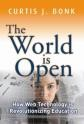 CURTIS J. BONK
The
World
is Open
How Web Technology Is
Revolutionizing Education